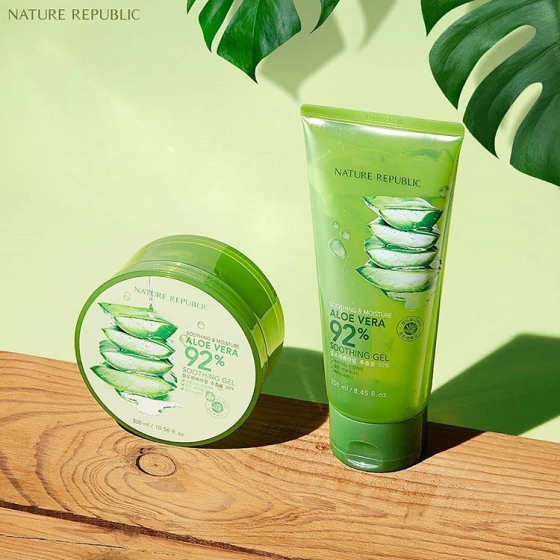 NATURE REPUBLIC
NATURE REPUBLIC
SOOTHING & MOISTURE
ALOE VERA
92%
SOOTHING GEL
300 ml / 10.56 fl.oz.
NATURE REPUBLIC
SOOTHING & MOISTURE
ALOE VERA
92%
SOOTHING GEL
250 ml / 8.45 fl.oz.